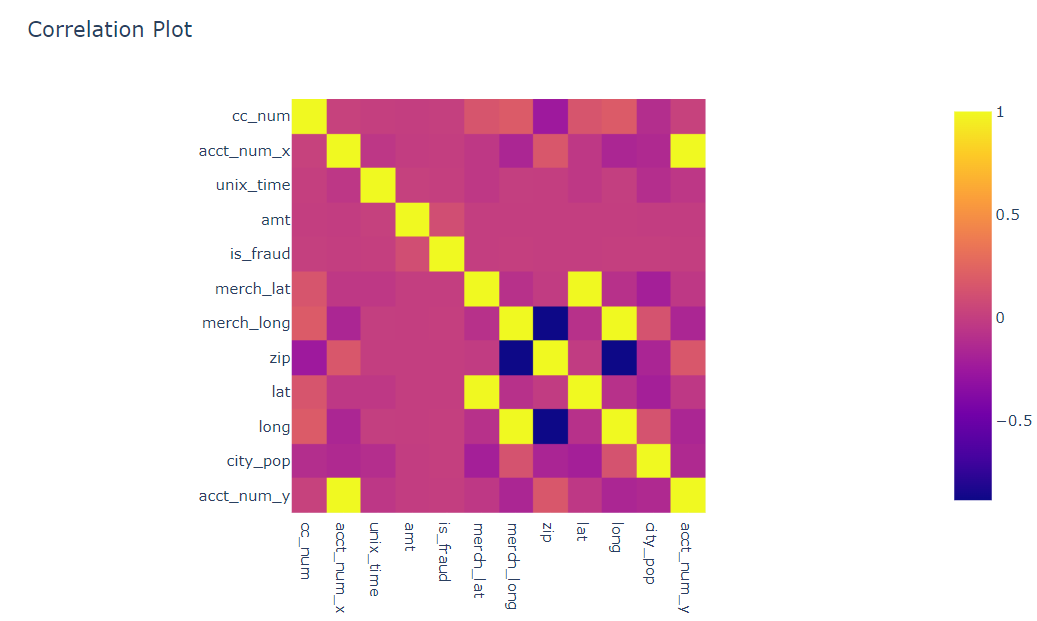 Correlation Plot
cc_num
acct_num_x
unix_time
amt
is_fraud
merch_lat
merch_long
zip
lat
long
city_pop
acct_num_y
cc_num
acct_num_x
unix_time
amt
is_fraud
merch_lat
merch_long
zip
lat
long
city_pop
acct_num_y
1
0.5
0
−0.5